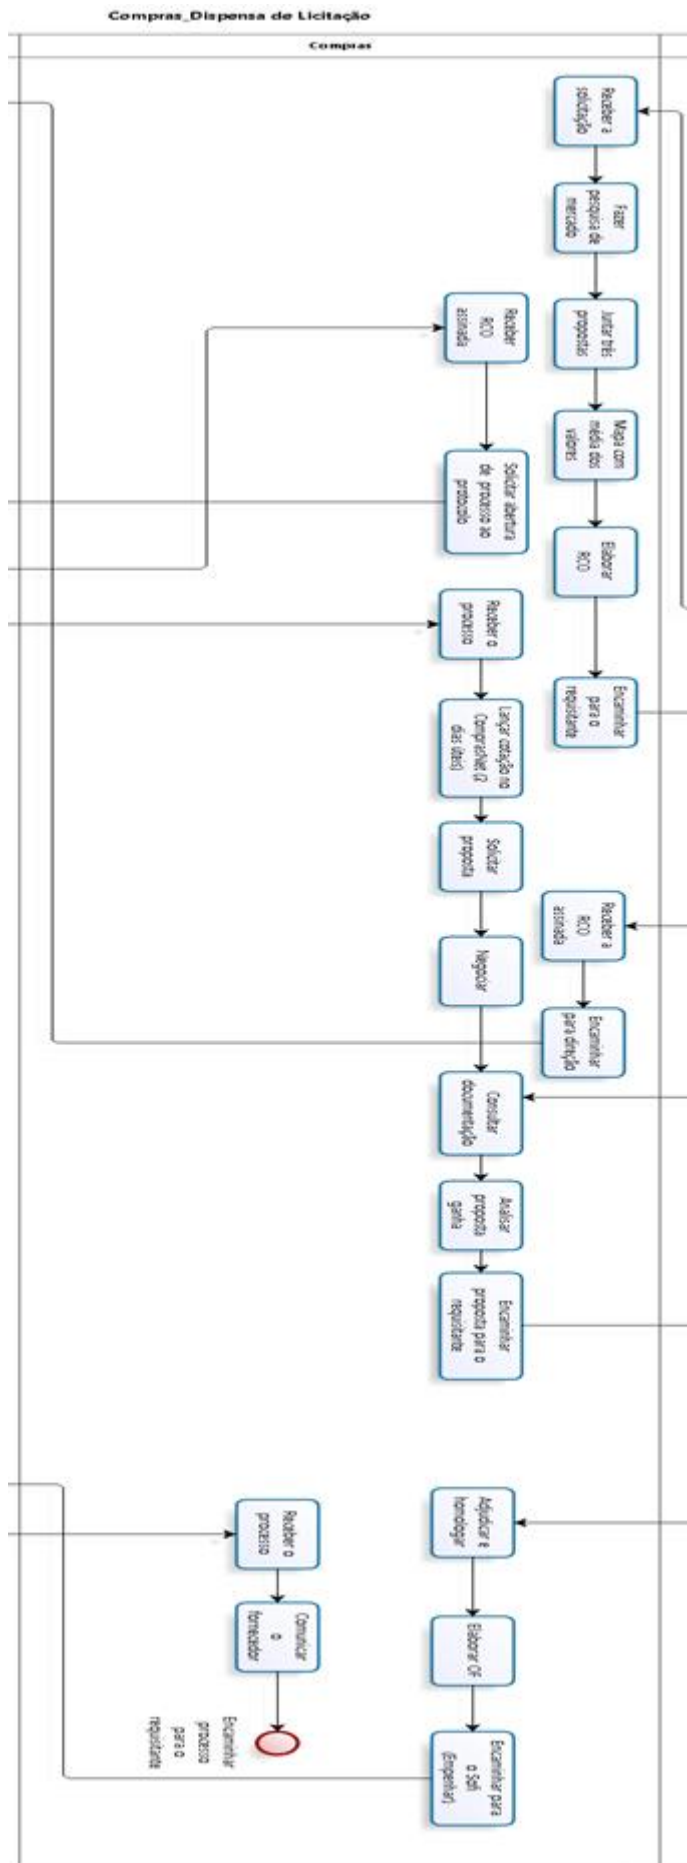 Compras_Dispensa de Licitação
Compras
Receber a
solicitação
Fazer
pesquisa de
mercado
Juntar três
propostas
Mapa com
média dos
valores
Elaborar
RCO
Encaminhar
para o
requisitante
Receber
RCO
assinada
Solicitar abertura
de processo ao
protocolo
Receber o
processo
Lançar cotação no
ComprasNet (2
dias úteis)
Solicitar
proposta
Negociar
Receber a
RCO
assinada
Encaminhar
para direção
Consultar
documentação
Analisar
proposta
ganha
Encaminhar
proposta para o
requisitante
Adjudicar e
homologar
Elaborar OF
Encaminhar para
o Sofi
(Empenhar).
Receber o
processo
Comunicar
o
fornecedor
Encaminhar
processo
para o
requisitante